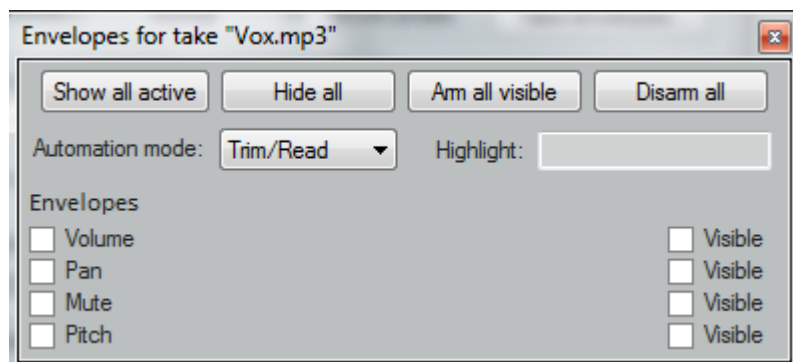 Envelopes for take "Vox.mp3"
Show all active Hide all Arm all visible Disarm all
Automation mode: Trim/Read Highlight:
Envelopes
Volume Visible
Pan Visible
Mute Visible
Pitch Visible